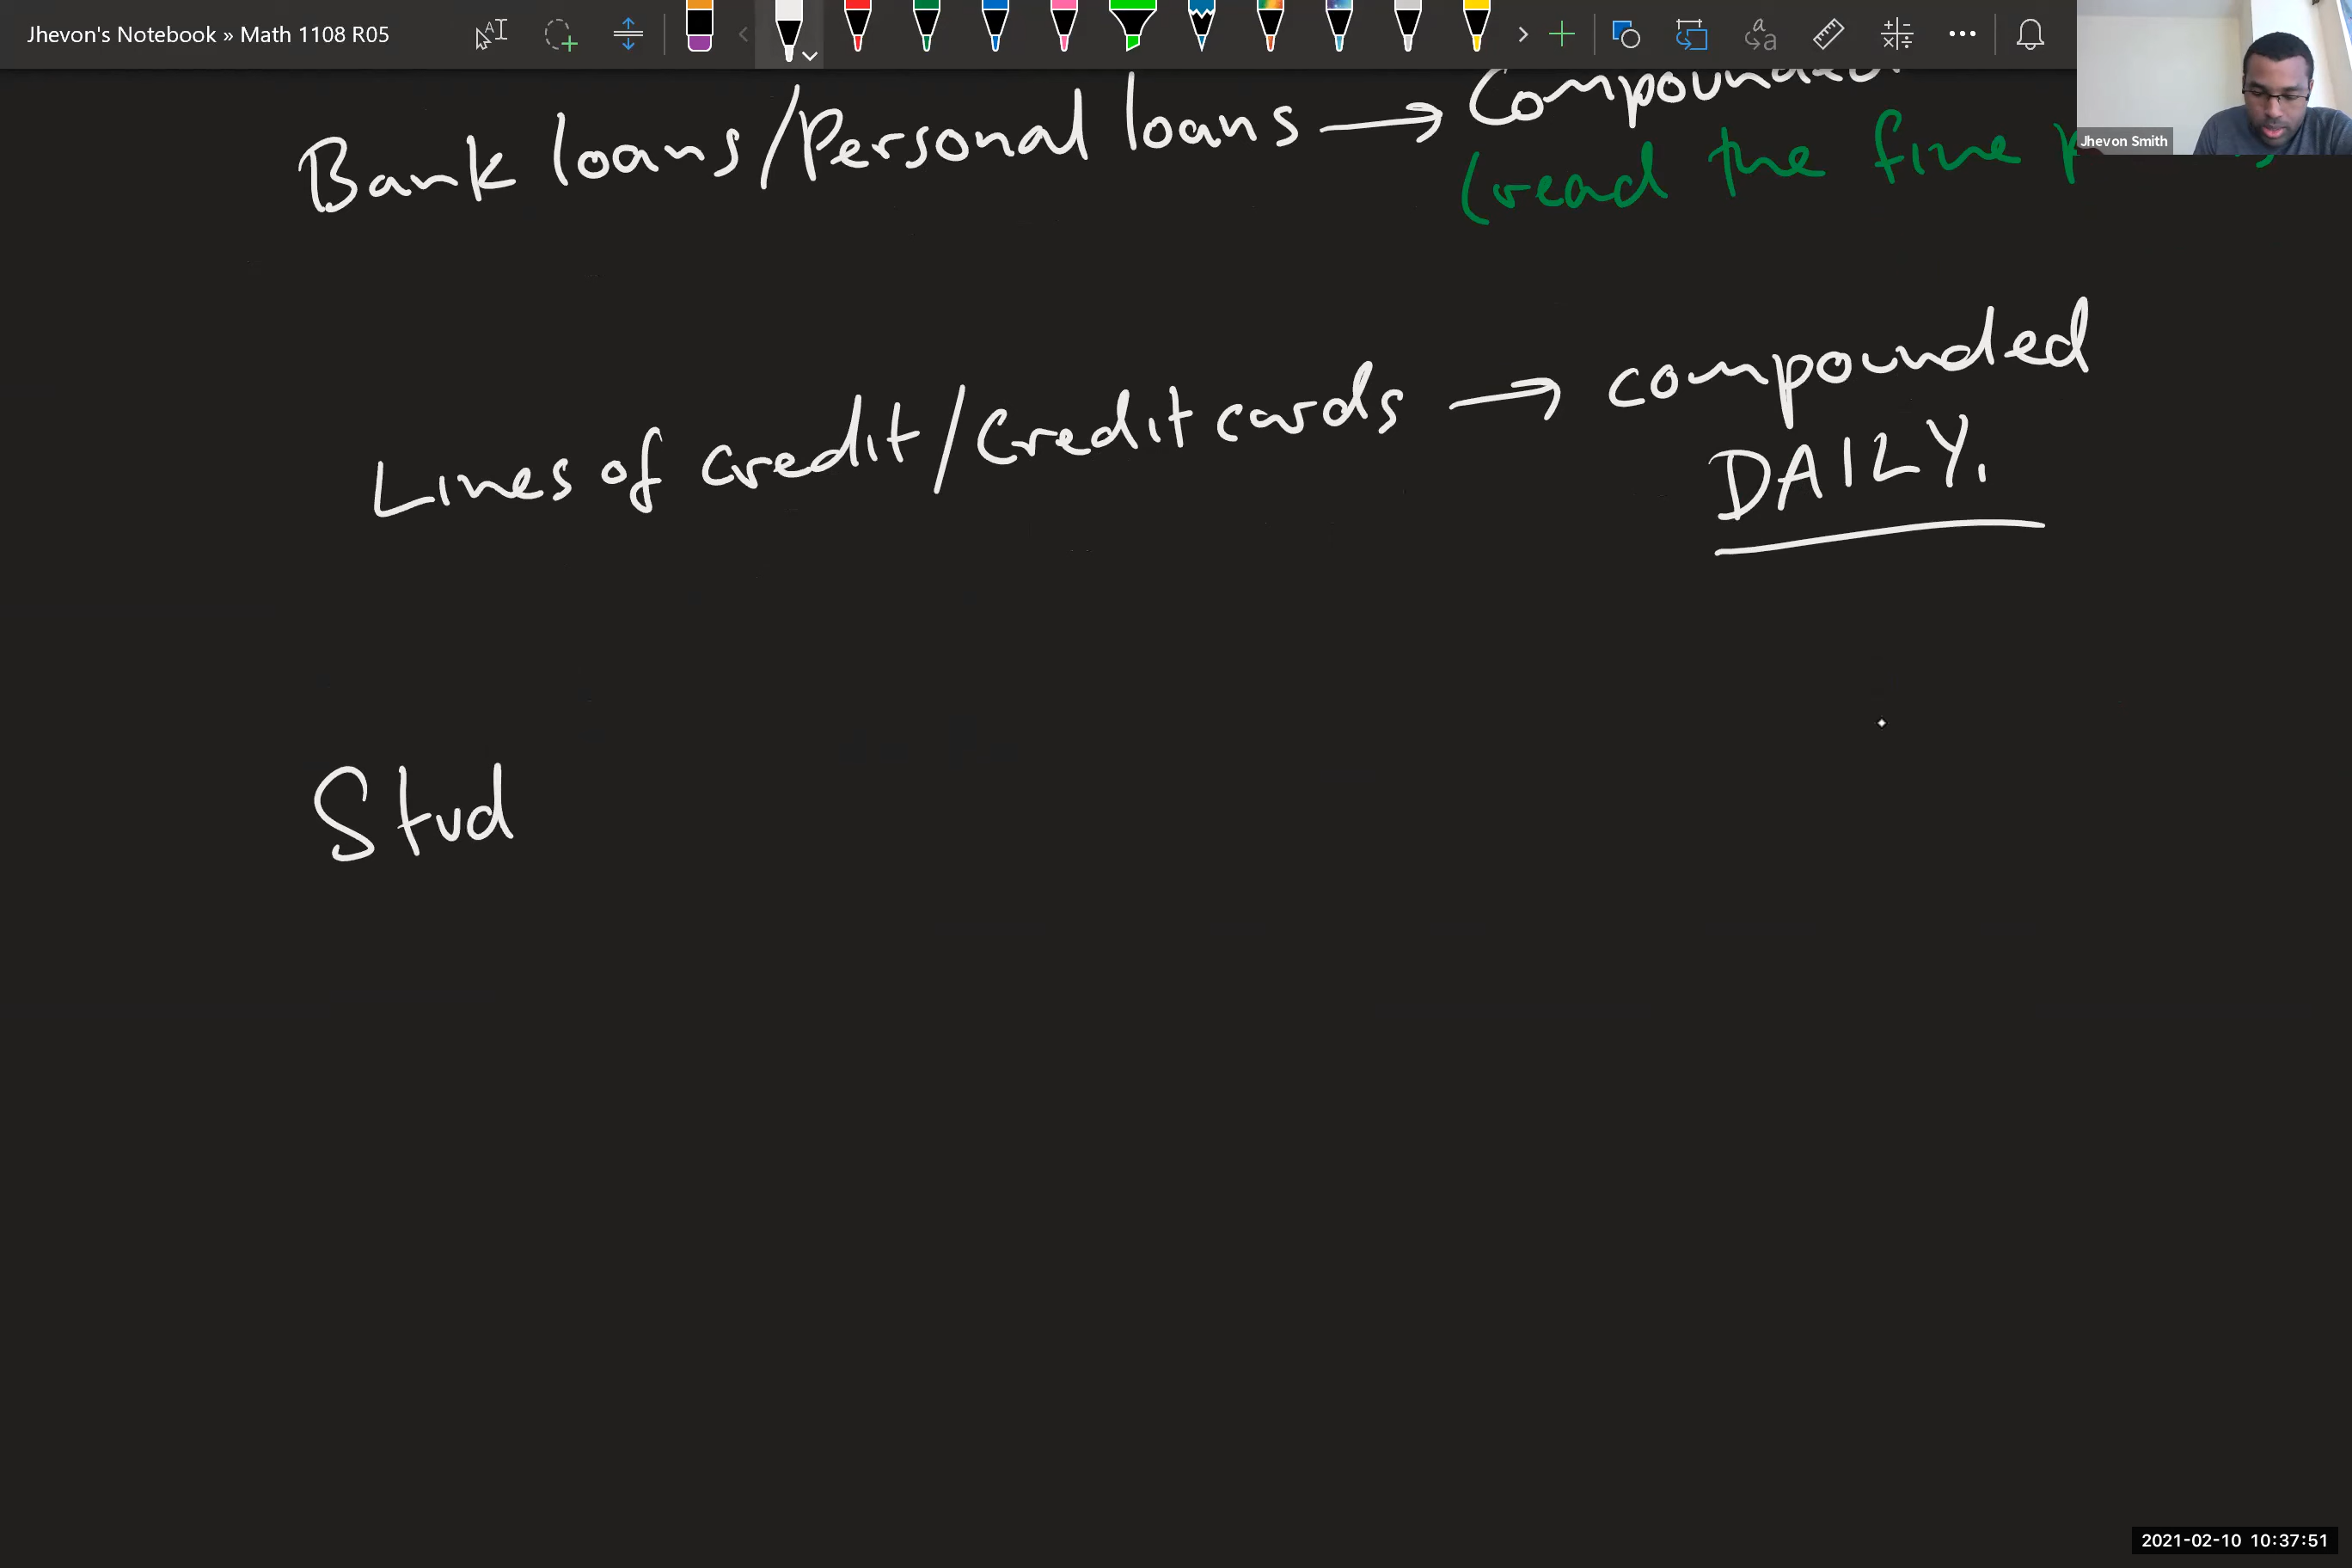 Jhevon's Notebook » Math 1108 R05
Jhevon Smith
Bank loans/Personal loans → Compounded.
(read the fine
Lines of credit/Credit cards → compounded
DAILY.
Stud
2021-02-10 10:37:51